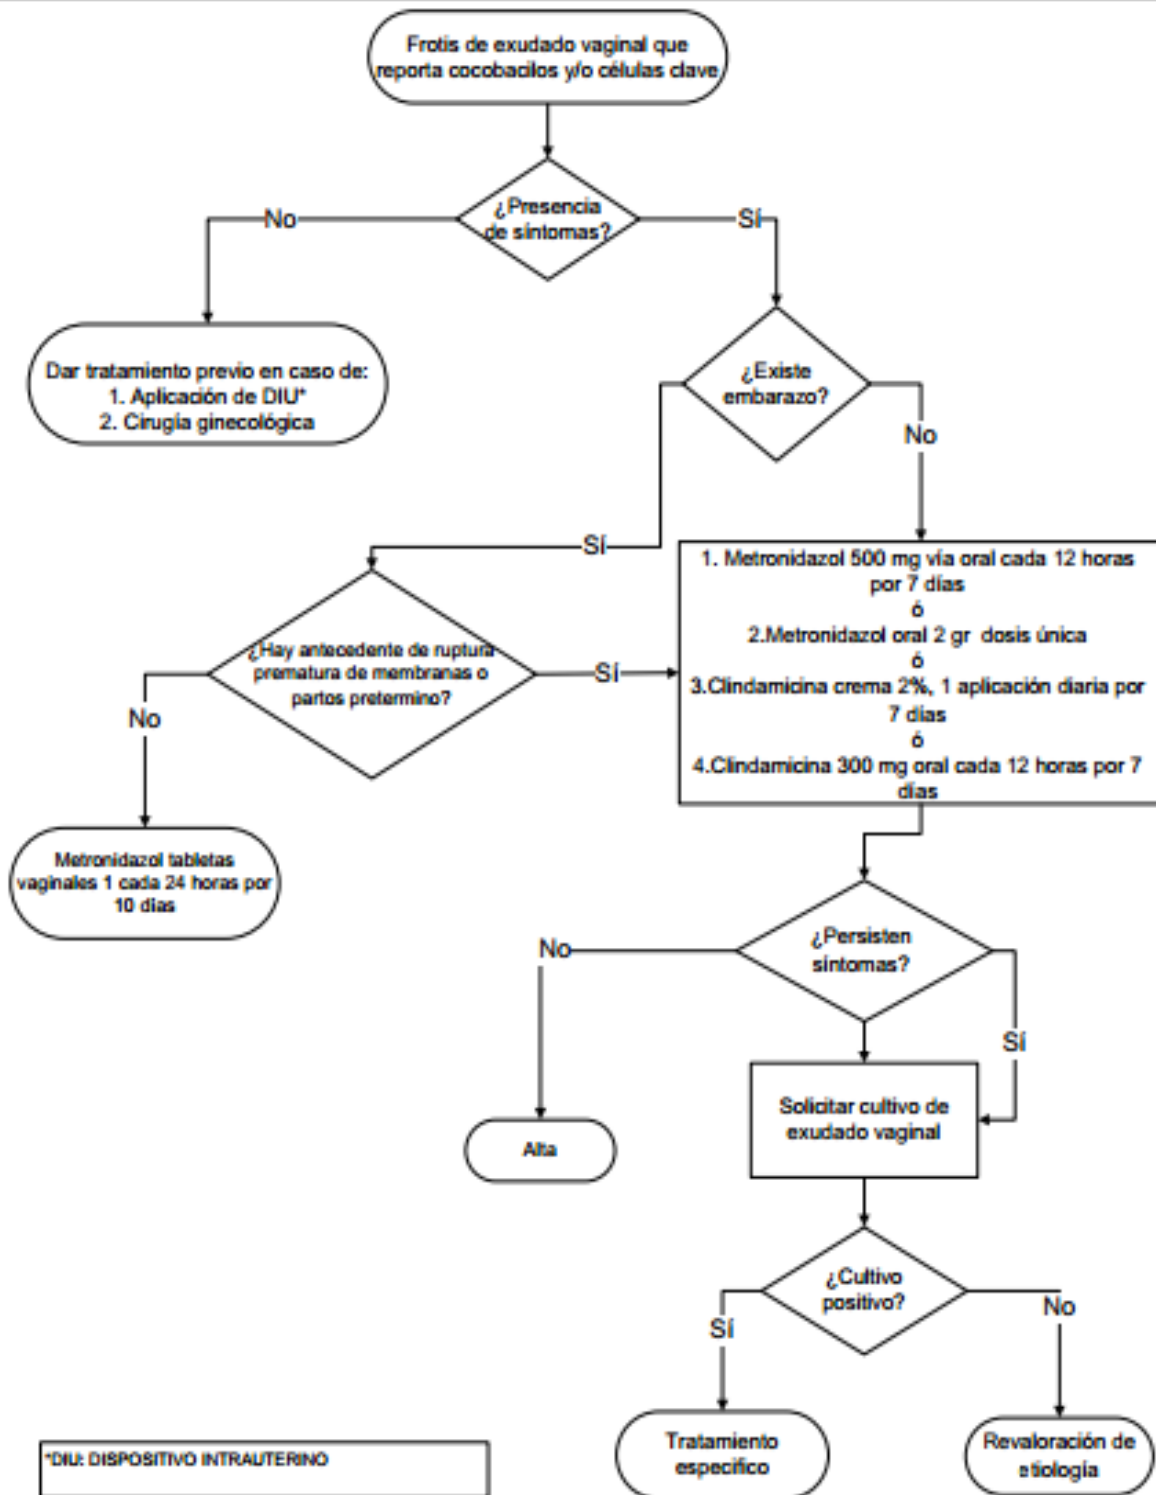 Frotis de exudado vaginal que
reporta cocobacilos y/o células clave
¿Presencia
de síntomas?
No
Sí
Dar tratamiento previo en caso de:
1. Aplicación de DIU*
2. Cirugía ginecológica
¿Existe
embarazo?
No
Sí
1. Metronidazol 500 mg vía oral cada 12 horas
por 7 días
ó
2.Metronidazol oral 2 gr dosis única
ó
3.Clindamicina crema 2%, 1 aplicación diaria por
7 días
ó
4.Clindamicina 300 mg oral cada 12 horas por 7
días
¿Hay antecedente de ruptura
prematura de membranas o
partos pretermino?
Sí
No
Metronidazol tabletas
vaginales 1 cada 24 horas por
10 dias
¿Persisten
síntomas?
No
Sí
Alta
Solicitar cultivo de
exudado vaginal
¿Cultivo
positivo?
Sí
No
Tratamiento
especifico
Revaloración de
etiología
*DIU: DISPOSITIVO INTRAUTERINO